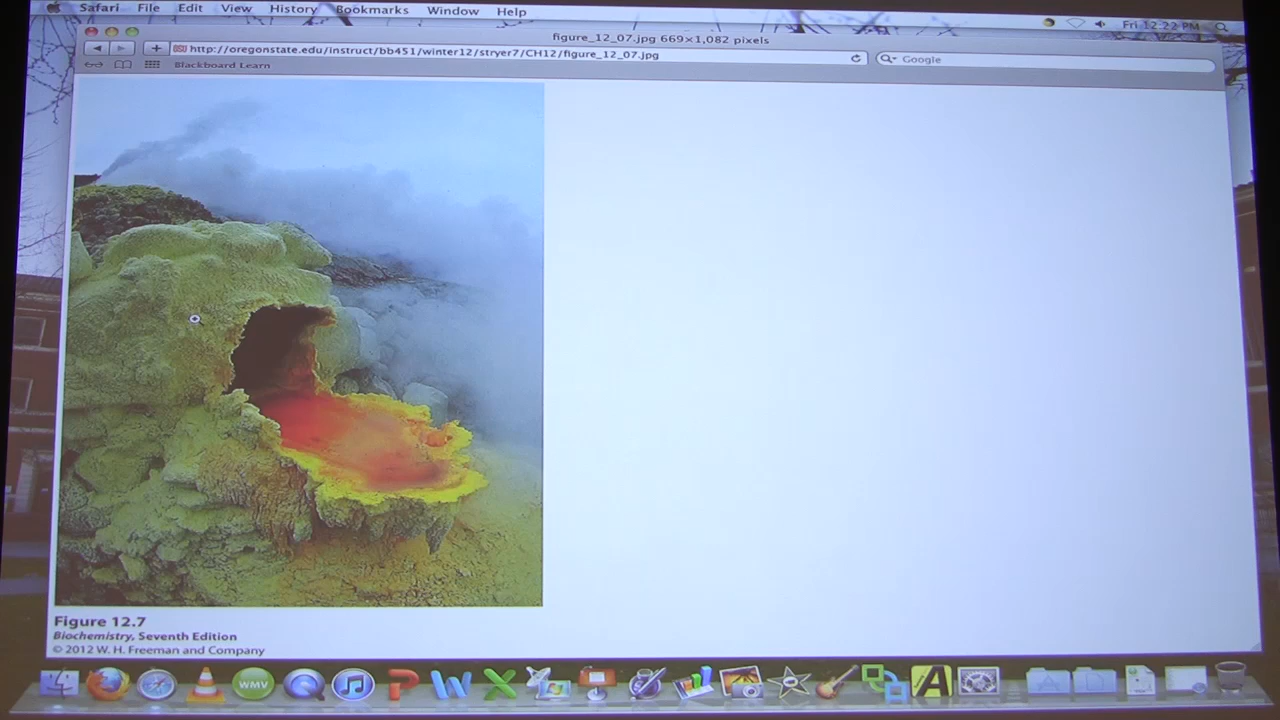 Safari File Edit View History Bookmarks Window Help Fri 12:22 PM
figure_12_07.jpg 669×1,082 pixels
http://oregonstate.edu/instruct/bb451/winter12/stryer7/CH12/figure_12_07.jpg Google
Blackboard Learn
Figure 12.7
Biochemistry, Seventh Edition
© 2012 W. H. Freeman and Company
WMV